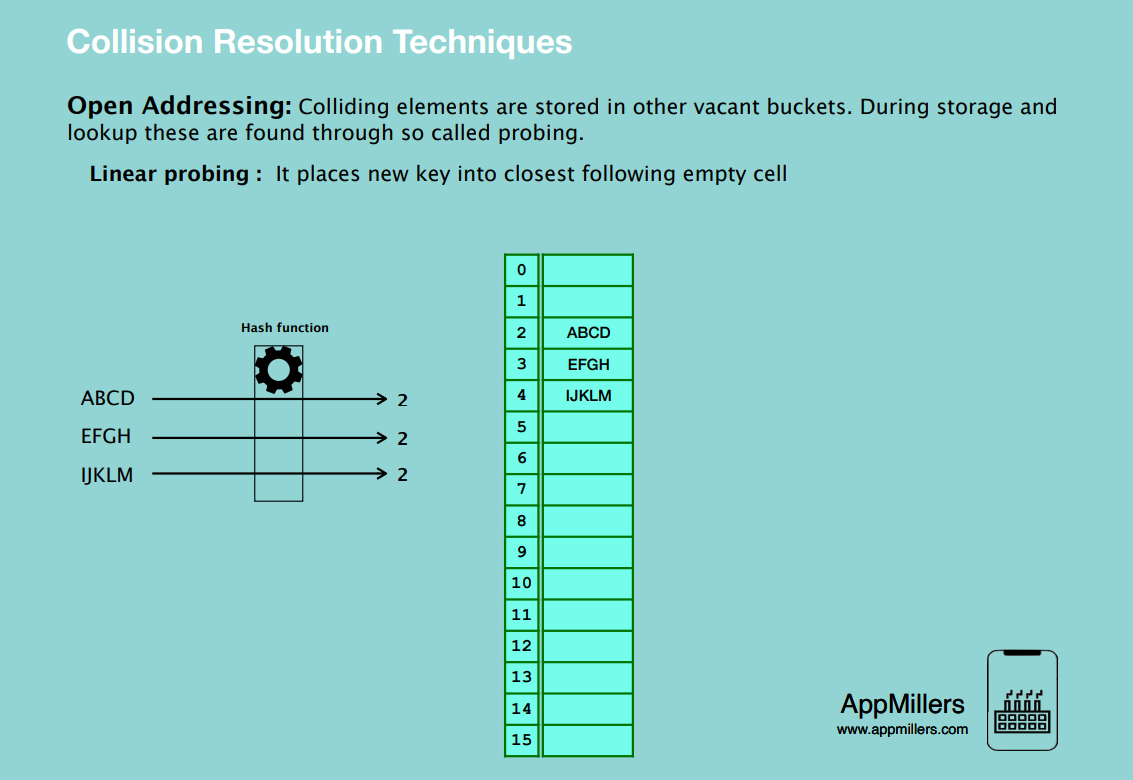 Collision Resolution Techniques
Open Addressing: Colliding elements are stored in other vacant buckets. During storage and
lookup these are found through so called probing.
Linear probing : It places new key into closest following empty cell
Hash function
ABCD 2
EFGH 2
IJKLM 2
0
1
2 ABCD
3 EFGH
4 IJKLM
5
6
7
8
9
10
11
12
13
14
15
AppMillers
www.appmillers.com